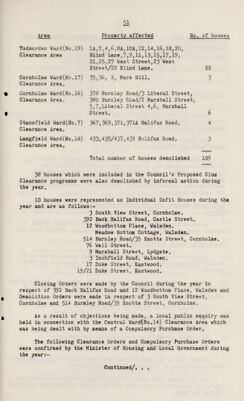 51
Area Property affected No. of houses
Todmorden Ward(No.19) 1A,2,4,6,8A,10A,12,14,16,18,20,
Clearance Area Blind Lane,7,9,11,13,15,17,19,
21,25,27 West Street,23 West
Street/22 Blind Lane. 22
Cornholme Ward(No.17) 35,36, 2, Mars Hill, 3
Clearance Area.
Cornholme Ward(No.16) 378 Burnley Road/3 Liberal Street,
Clearance Area. 380 Burnley Road/2 Marshall Street,
5,7,Liberal Street 4,6, Marshall
Street. 6
Stansfield Ward(No.7) 367,369,371,371A Halifax Road. 4
Clearance Area.
Langfield Ward(No.18) 433,435/437,439 Halifax Road. 3
Clearance Area.
Total number of houses demolished 109
38 houses which were included in the Council's Proposed Slum
Clearance programme were also demolished by informal action during
the year.
10 houses were represented as Individual Unfit Houses during the
year and are as follows:-
3 South View Street, Cornholme.
392 Back Halifax Road, Castle Street.
12 Woodbottom Place, Walsden,
Meadow Bottom Cottage, Walsden.
514 Burnley Road/35 Knotts Street, Cornholme.
76 Well Street.
9 Marshall Street, Lydgate.
3 Inchfield Road, Walsden.
17 Duke Street, Eastwood.
19/21 Duke Street, Eastwood.
Closing Orders were made by the Council during the year in
respect of 392 Back Halifax Road and 12 Woodbottom Place, Walsden and
Demolition Orders were made in respect of 3 South View Street,
Cornholme and 514 Burnley Road/35 Knotts Street, Cornholme.
As a result of objections being made, a local public enquiry was
held in connection with the Central Ward(No.14) Clearance Area which
was being dealt with by means of a Compulsory Purchase Order.
The following Clearance Orders and Compulsory Purchase Orders
were confirmed by the Minister of Housing and Local Government during
the year:-
Continued/. . .